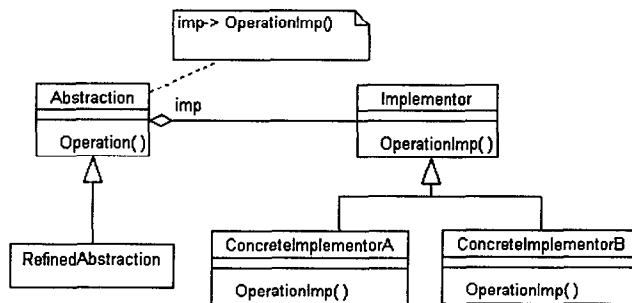 imp-> OperationImp()
Abstraction
imp
Implementor
Operation()
OperationImp()
RefinedAbstraction
ConcreteImplementorA
ConcreteImplementorB
OperationImp()
OperationImp()